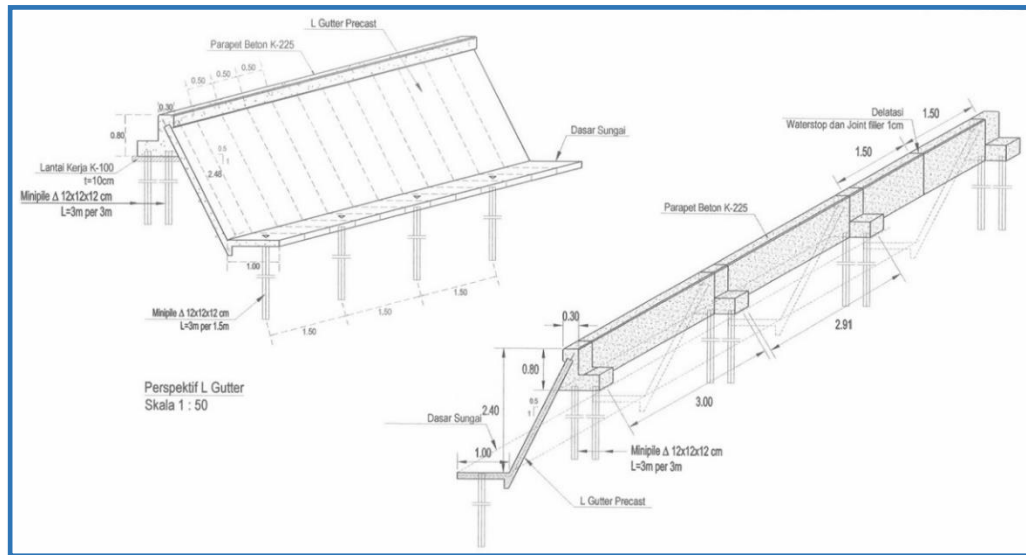 L Gutter Precast
Parapet Beton K-225
0.50
0.50
0.50
0.50
0.30
0.80
Lantai Kerja K-100
t=10cm
Minipile Δ 12x12x12 cm
L=3m per 3m
0.5
1
2.48
Dasar Sungai
1.00
Minipile Δ 12x12x12 cm
L=3m per 1.5m
1.50
1.50
1.50
Perspektif L Gutter
Skala 1 : 50
Delatasi
Waterstop dan Joint filler 1cm
1.50
1.50
Parapet Beton K-225
0.30
0.80
2.40
0.5
1
Dasar Sungai
1.00
2.91
3.00
Minipile Δ 12x12x12 cm
L=3m per 3m
L Gutter Precast